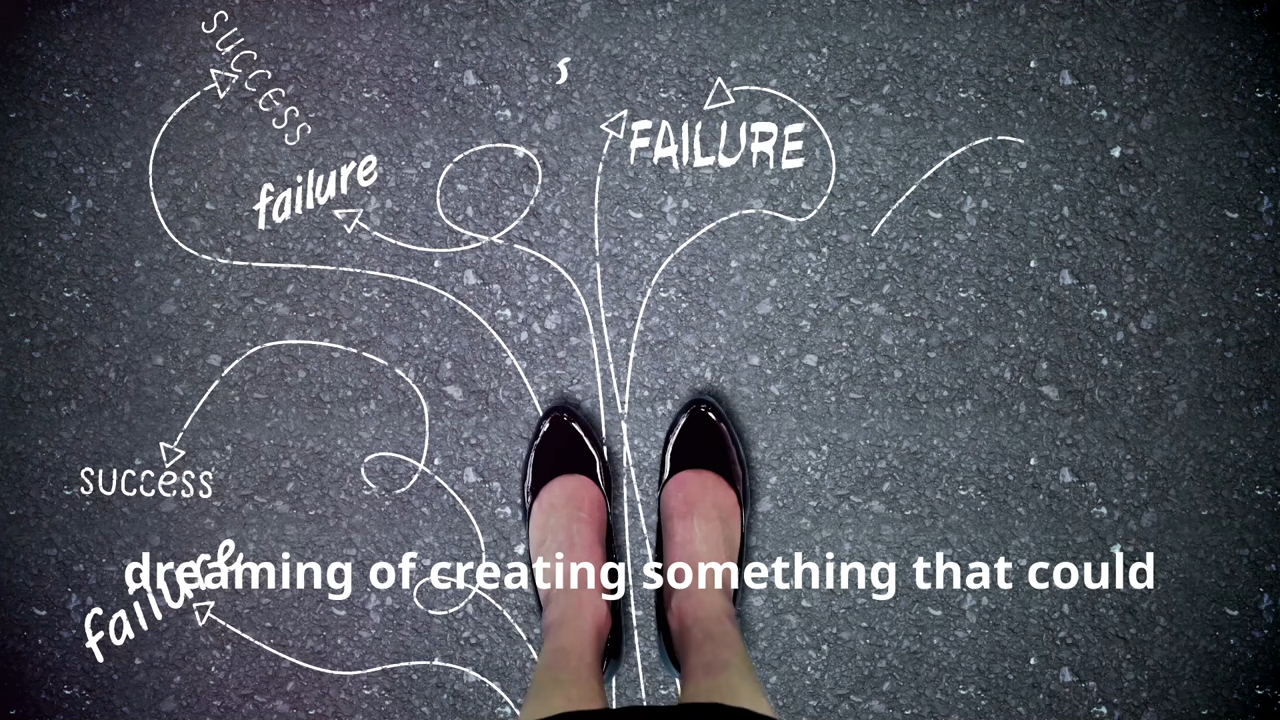 success
s
FAILURE
failure
success
failure
dreaming of creating something that could